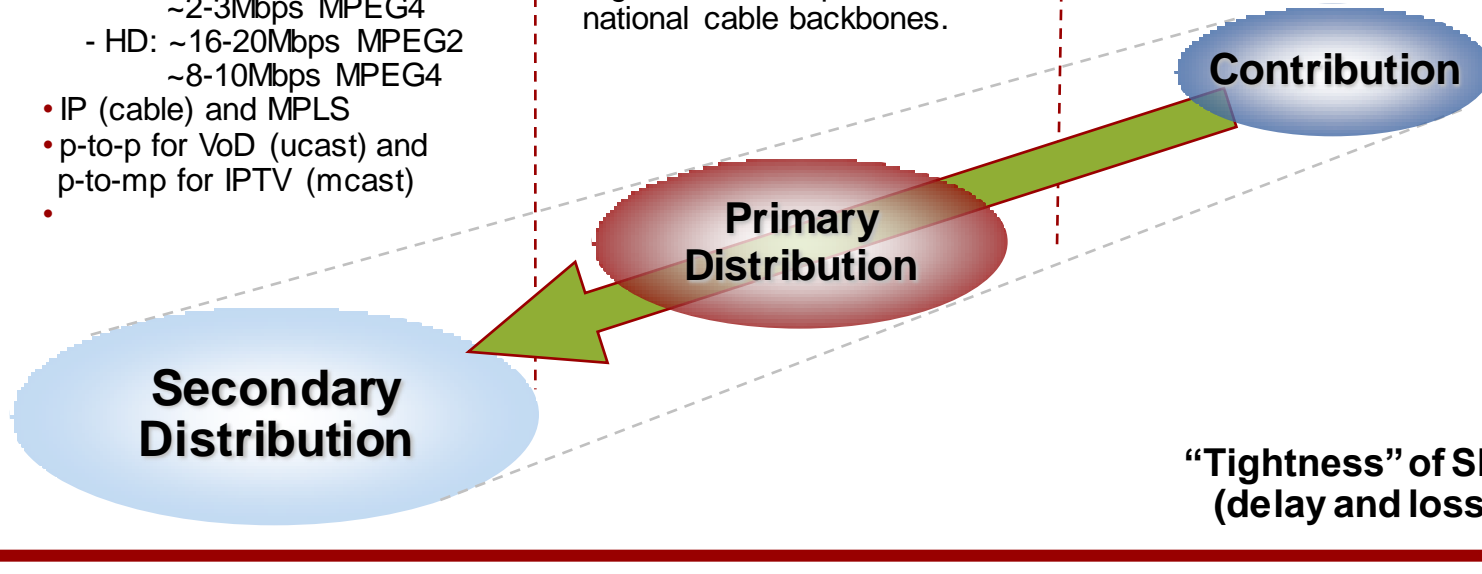 ~2-3Mbps MPEG4
- HD: ~16-20Mbps MPEG2
~8-10Mbps MPEG4
• IP (cable) and MPLS
• p-to-p for VoD (ucast) and
p-to-mp for IPTV (mcast)
•
national cable backbones.
Contribution
Primary
Distribution
Secondary
Distribution
“Tightness” of
(delay and loss